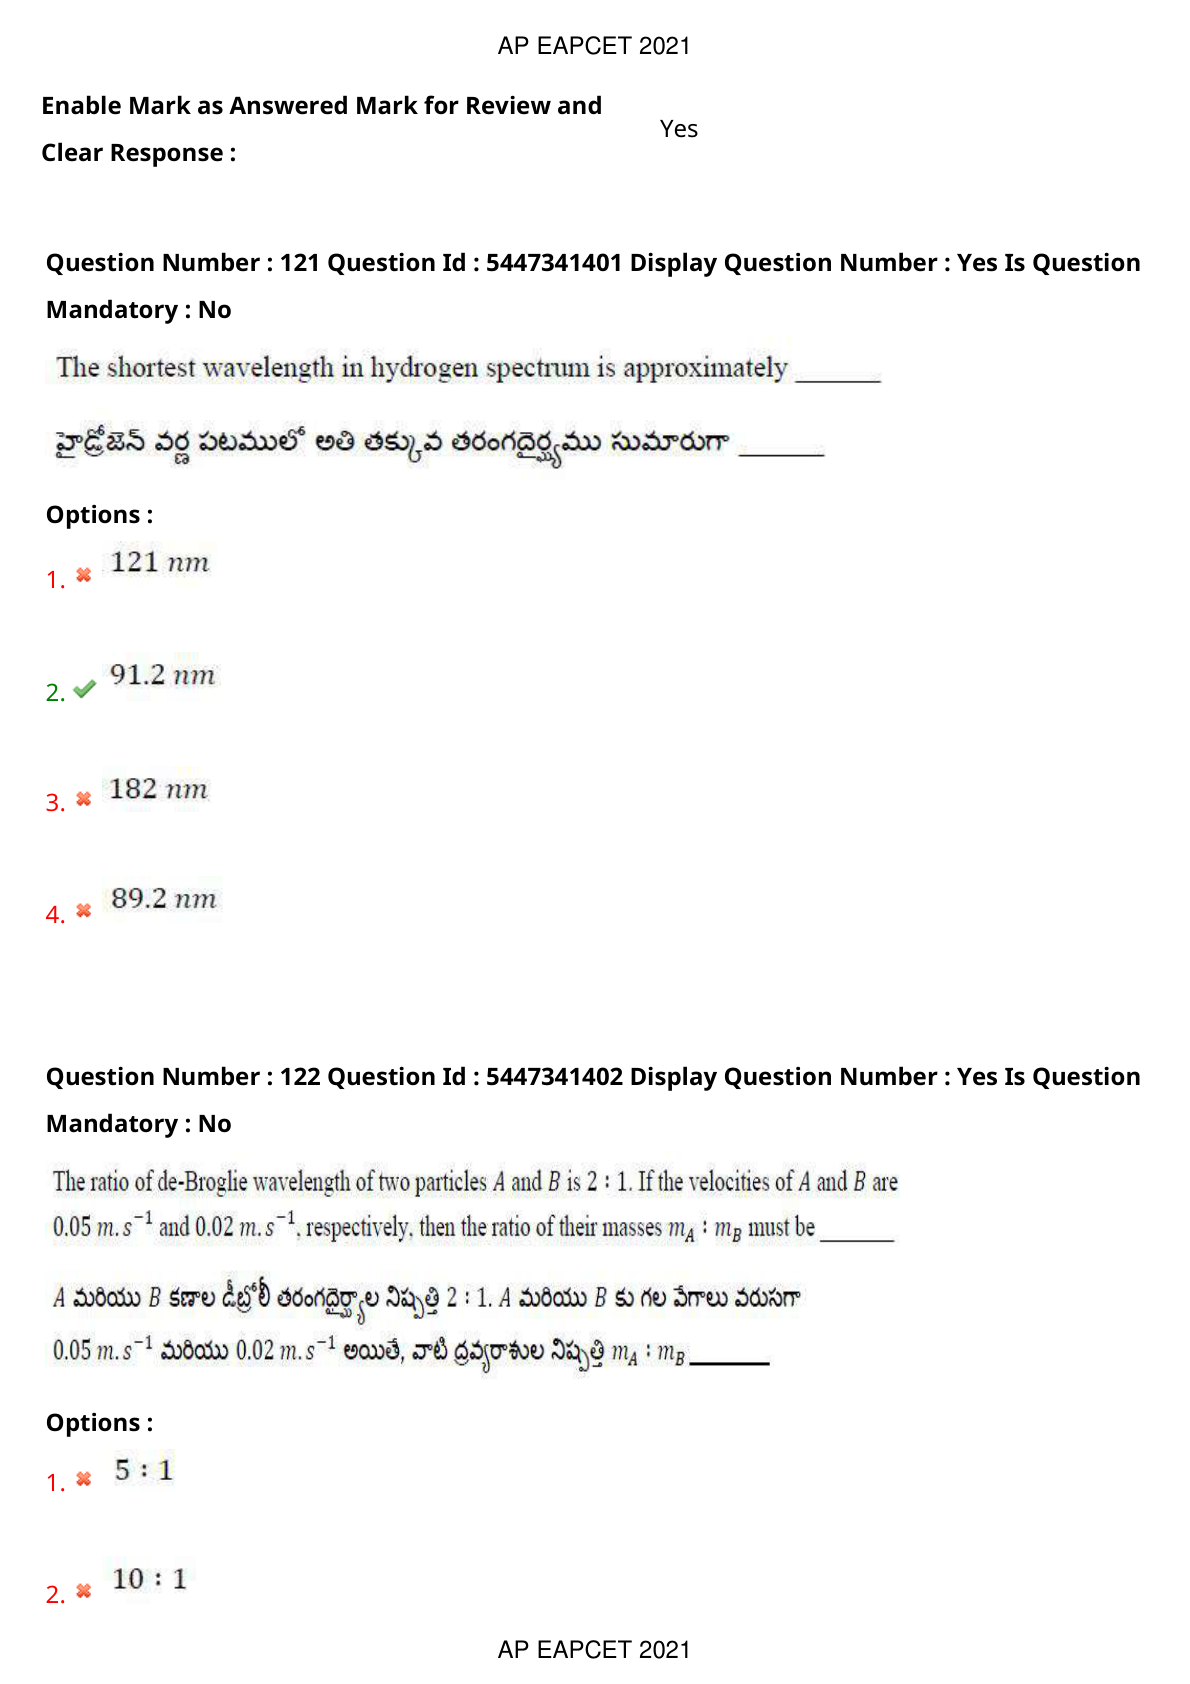 AP EAPCET 2021
Enable Mark as Answered Mark for Review and
Clear Response :
Yes
Question Number : 121 Question Id : 5447341401 Display Question Number : Yes Is Question
Mandatory : No
The shortest wavelength in hydrogen spectrum is approximately ______
హైడ్రోజెన్ వర్ణ పటములో అతి తక్కువ తరంగదైర్ఘ్యము సుమారుగా ______
Options :
1. 121 nm
2. 91.2 nm
3. 182 nm
4. 89.2 nm
Question Number : 122 Question Id : 5447341402 Display Question Number : Yes Is Question
Mandatory : No
The ratio of de-Broglie wavelength of two particles A and B is 2 : 1. If the velocities of A and B are
0.05 m.s⁻¹ and 0.02 m.s⁻¹, respectively, then the ratio of their masses m_A : m_B must be ______
A మరియు B కణాల డీబ్రోలీ తరంగదైర్ఘ్యాల నిష్పత్తి 2 : 1. A మరియు B కు గల వేగాలు వరుసగా
0.05 m.s⁻¹ మరియు 0.02 m.s⁻¹ అయితే, వాటి ద్రవ్యరాశుల నిష్పత్తి m_A : m_B ______
Options :
1. 5 : 1
2. 10 : 1
AP EAPCET 2021